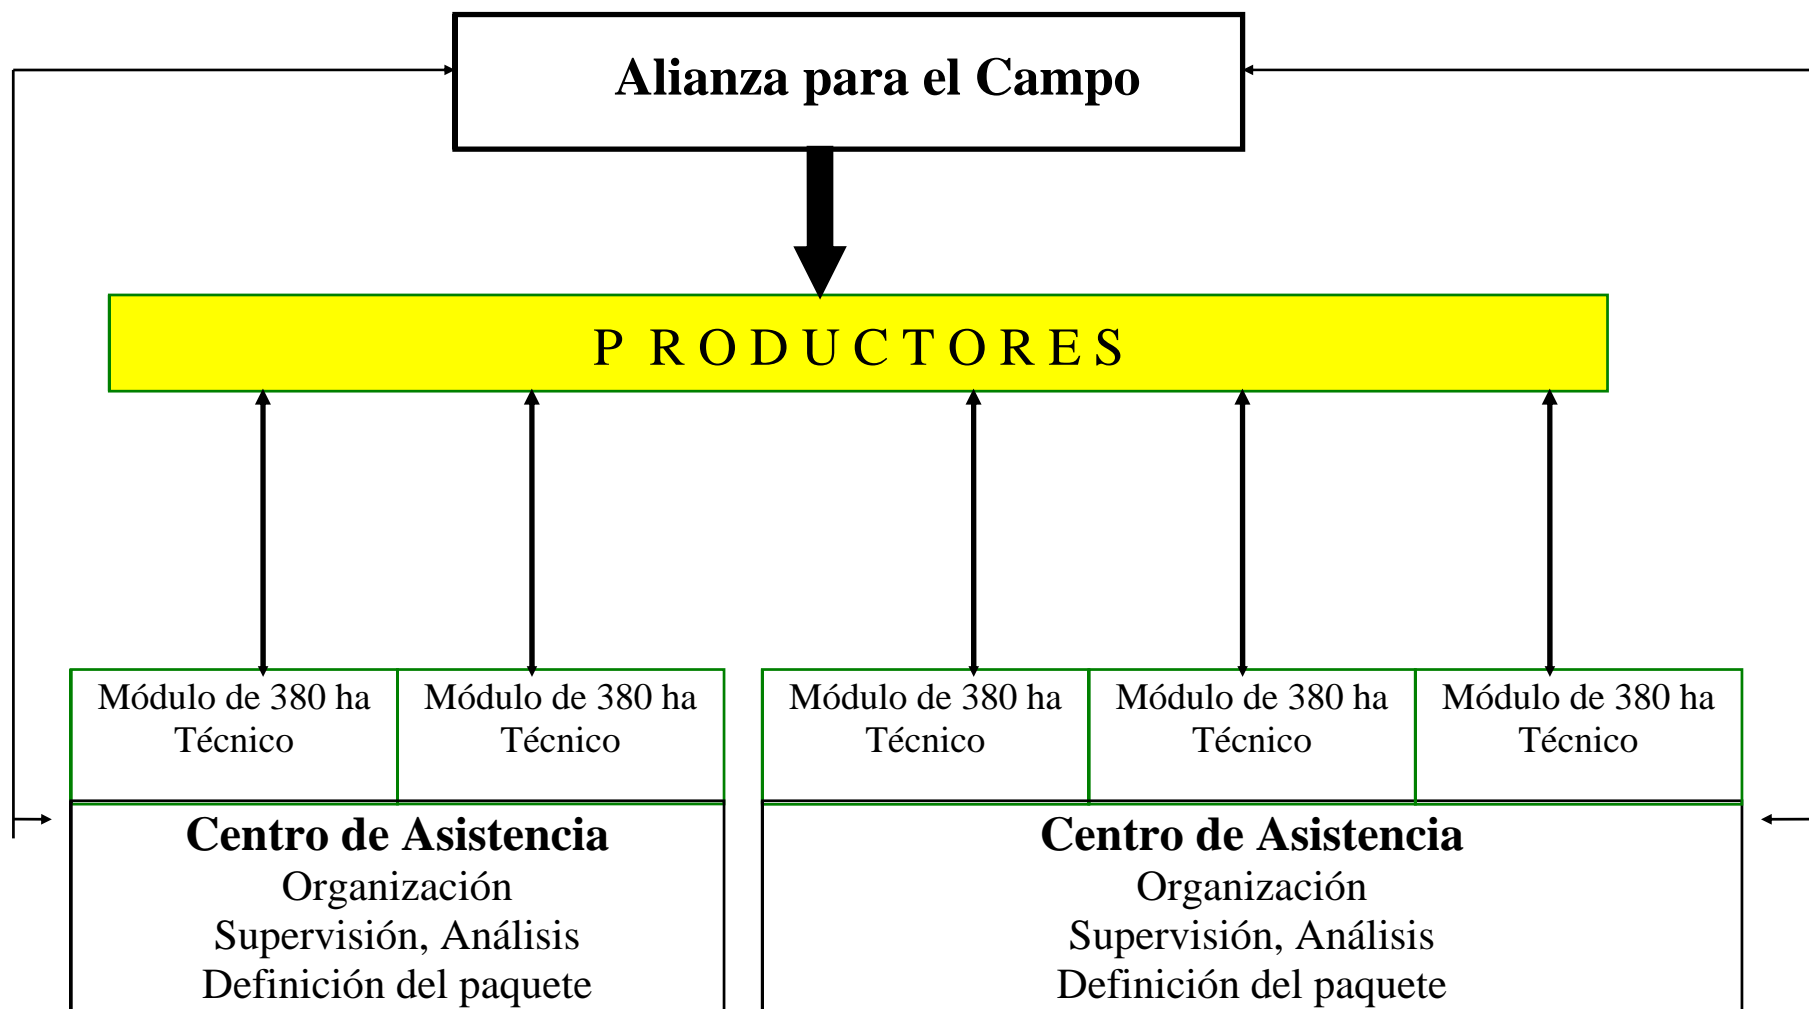 Alianza para el Campo
P R O D U C T O R E S
Módulo de 380 ha
Técnico
Módulo de 380 ha
Técnico
Módulo de 380 ha
Técnico
Módulo de 380 ha
Técnico
Módulo de 380 ha
Técnico
Centro de Asistencia
Organización
Supervisión, Análisis
Definición del paquete
Centro de Asistencia
Organización
Supervisión, Análisis
Definición del paquete